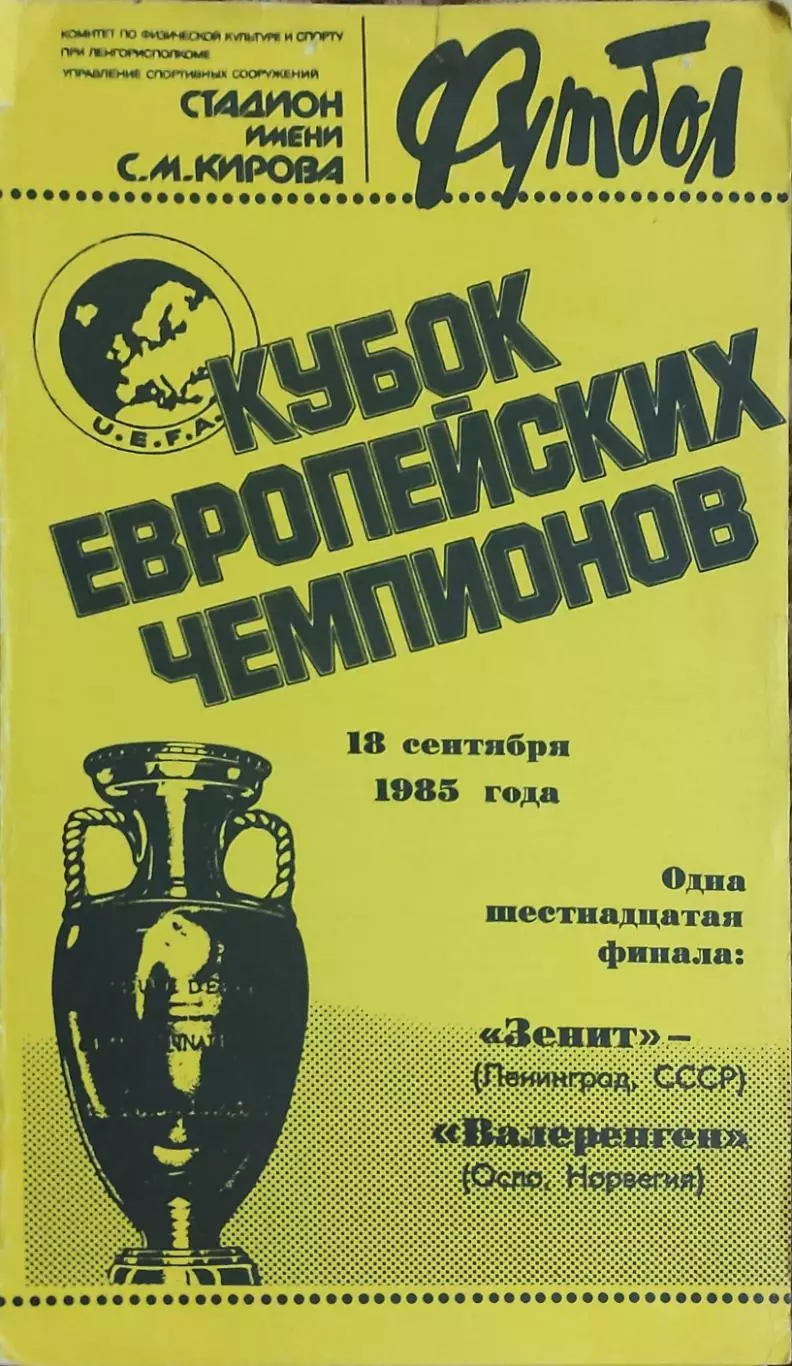 КОМИТЕТ ПО ФИЗИЧЕСКОЙ КУЛЬТУРЕ И СПОРТУ
ПРИ ЛЕНГОРИСПОЛКОМЕ
УПРАВЛЕНИЕ СПОРТИВНЫХ СООРУЖЕНИЙ
СТАДИОН
ИМЕНИ
С.М.КИРОВА
Футбол
U.E.F.A.
КУБОК
ЕВРОПЕЙСКИХ
ЧЕМПИОНОВ
18 сентября
1985 года
Одна
шестнадцатая
финала:
«Зенит» –
(Ленинград, СССР)
«Валеренген»
(Осло, Норвегия)